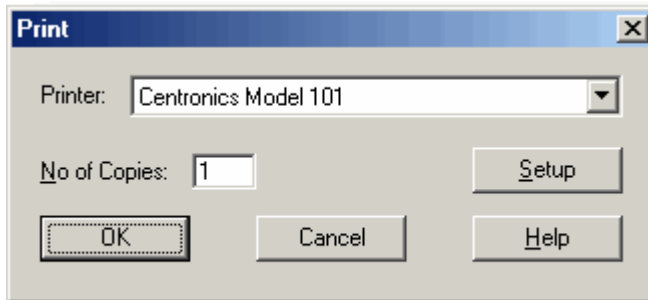 Print
Printer: Centronics Model 101
No of Copies: 1 Setup
OK Cancel Help